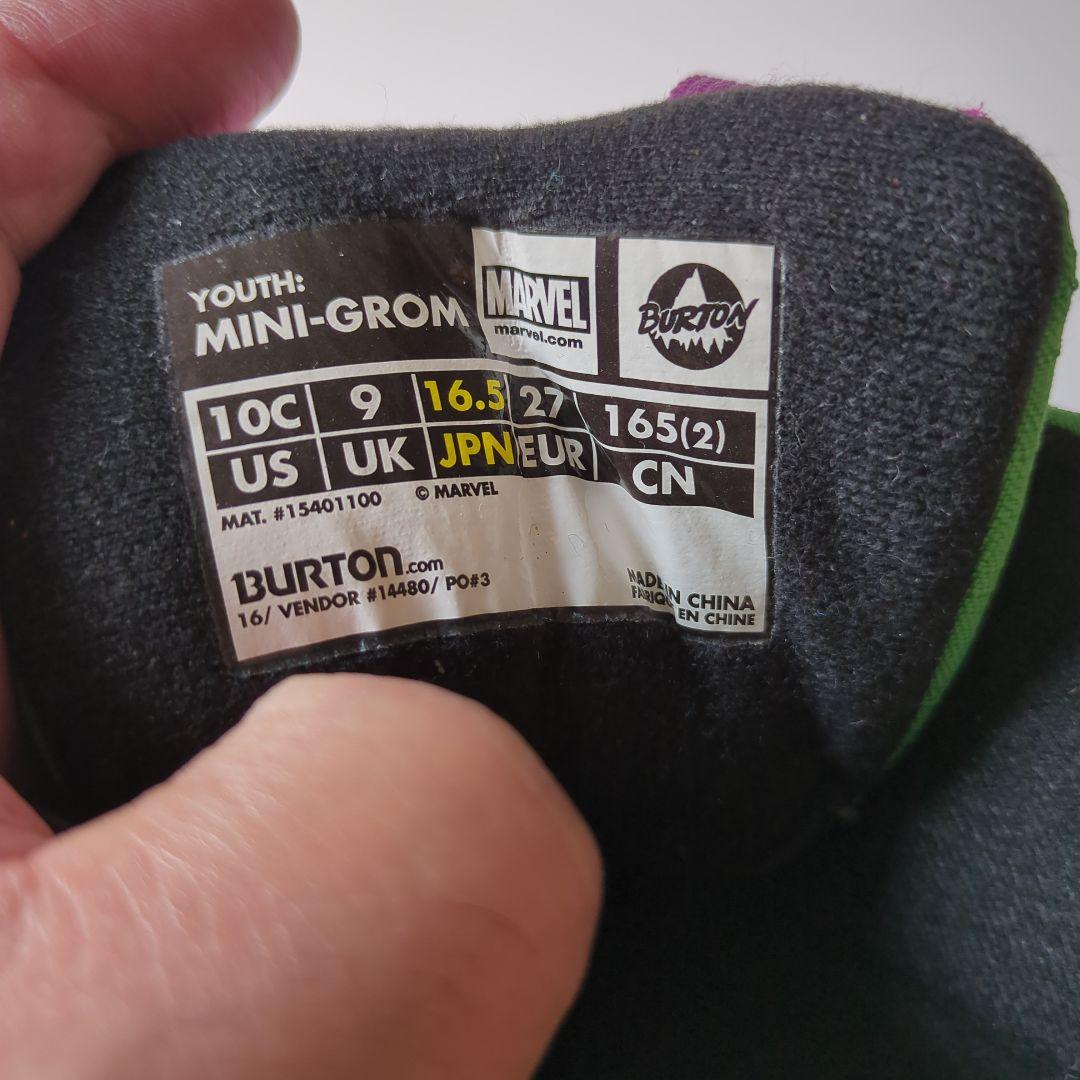 YOUTH:
MINI-GROM
MARVEL
marvel.com
BURTON
10C 9 16.5 27 165(2)
US UK JPN EUR CN
MAT. #15401100 © MARVEL
BURTON.com
16/ VENDOR #14480/ PO#3
MADE IN CHINA
FABRIQUÉ EN CHINE